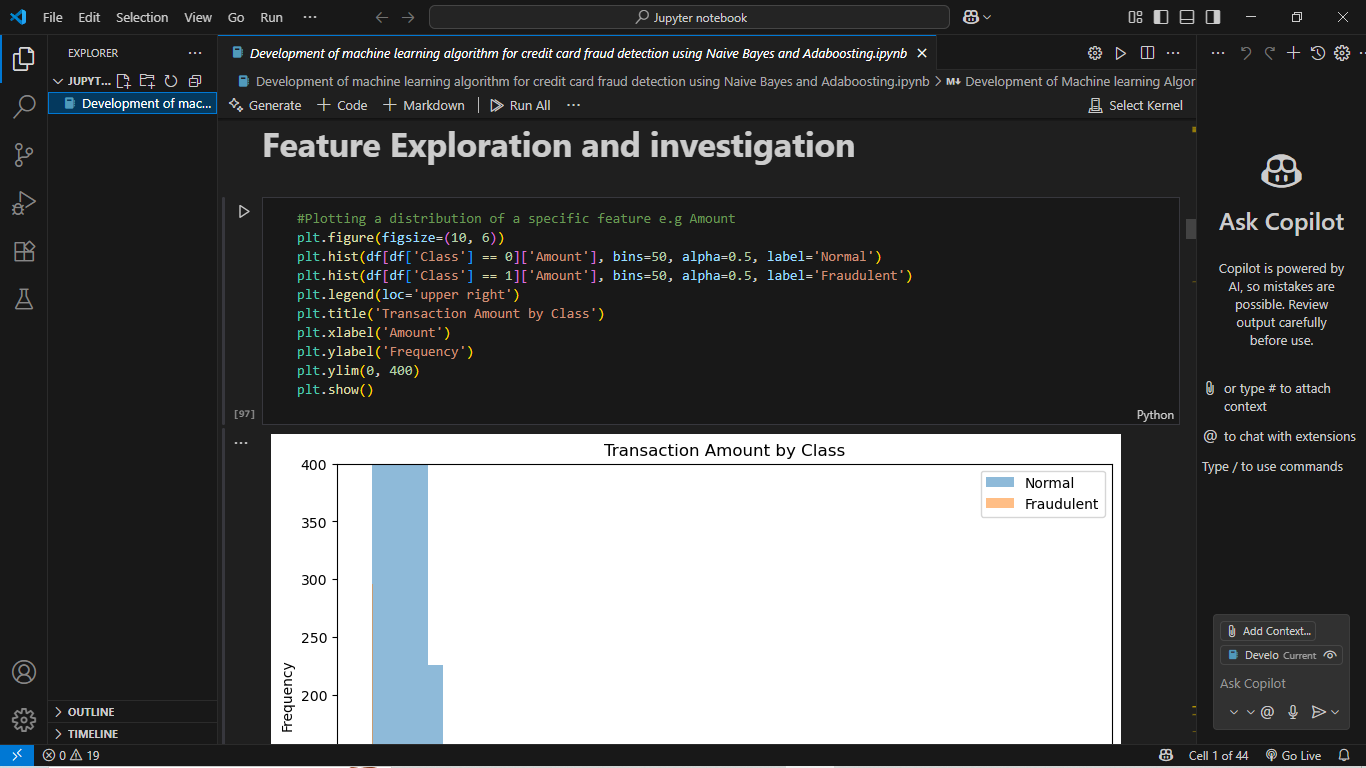 File Edit Selection View Go Run ··· Jupyter notebook
EXPLORER ···
JUPYT...
Development of mac...
OUTLINE
TIMELINE
Development of machine learning algorithm for credit card fraud detection using Naive Bayes and Adaboosting.ipynb
Development of machine learning algorithm for credit card fraud detection using Naive Bayes and Adaboosting.ipynb > M↓ Development of Machine learning Algor
Generate + Code + Markdown | Run All ··· Select Kernel
Feature Exploration and investigation
#Plotting a distribution of a specific feature e.g Amount
plt.figure(figsize=(10, 6))
plt.hist(df[df['Class'] == 0]['Amount'], bins=50, alpha=0.5, label='Normal')
plt.hist(df[df['Class'] == 1]['Amount'], bins=50, alpha=0.5, label='Fraudulent')
plt.legend(loc='upper right')
plt.title('Transaction Amount by Class')
plt.xlabel('Amount')
plt.ylabel('Frequency')
plt.ylim(0, 400)
plt.show()
[97]
Python
Transaction Amount by Class
400
350
300
250
200
Frequency
Normal
Fraudulent
Ask Copilot
Copilot is powered by
AI, so mistakes are
possible. Review
output carefully
before use.
or type # to attach
context
@ to chat with extensions
Type / to use commands
Add Context...
Develo Current
Ask Copilot
@
0 19
Cell 1 of 44 Go Live